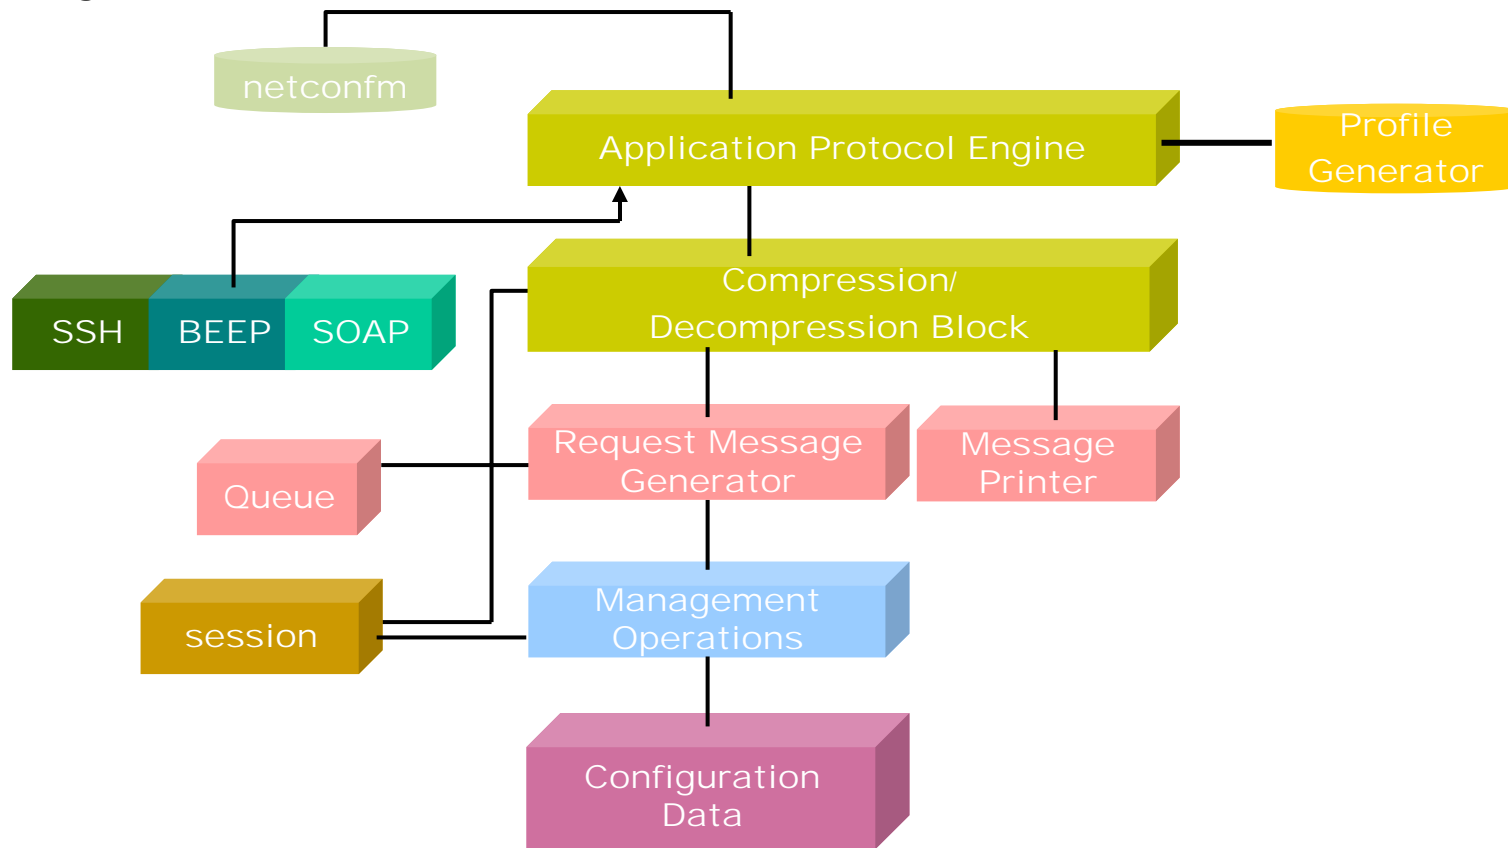 netconfm
Application Protocol Engine
Profile
Generator
Compression/
Decompression Block
SSH
BEEP
SOAP
Request Message
Generator
Message
Printer
Queue
Management
Operations
session
Configuration
Data